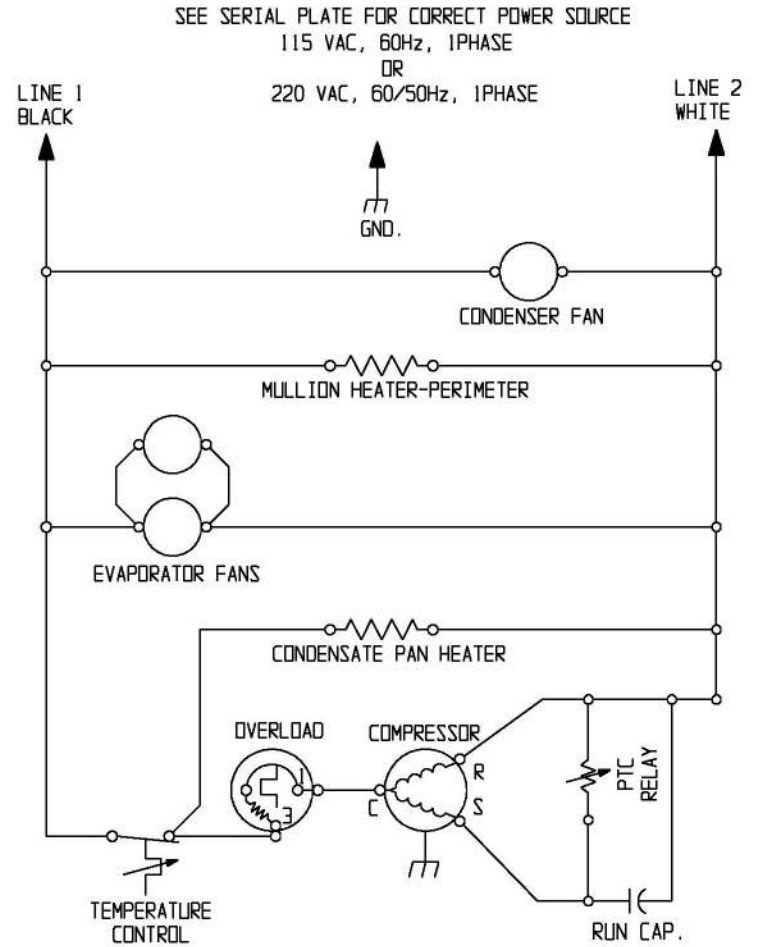 SEE SERIAL PLATE FOR CORRECT POWER SOURCE
115 VAC, 60Hz, 1PHASE
OR
220 VAC, 60/50Hz, 1PHASE
LINE 1
BLACK
LINE 2
WHITE
GND.
CONDENSER FAN
MULLION HEATER-PERIMETER
EVAPORATOR FANS
CONDENSATE PAN HEATER
OVERLOAD
COMPRESSOR
1
3
C
R
S
PTC
RELAY
TEMPERATURE
CONTROL
RUN CAP.